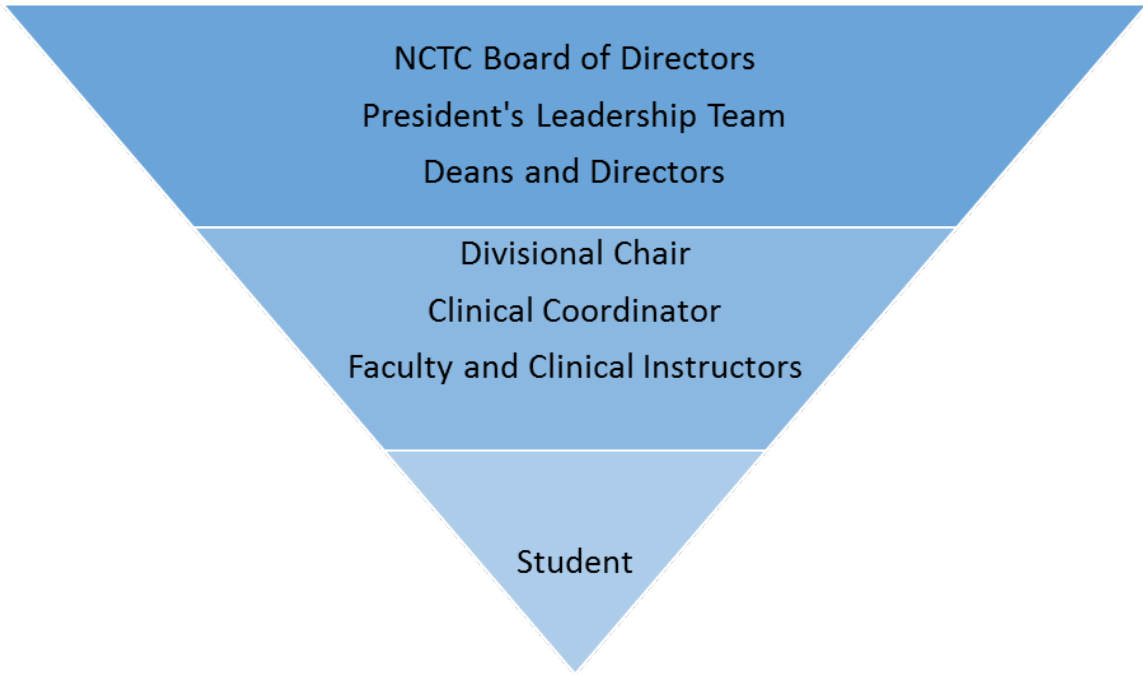 NCTC Board of Directors
President's Leadership Team
Deans and Directors
Divisional Chair
Clinical Coordinator
Faculty and Clinical Instructors
Student